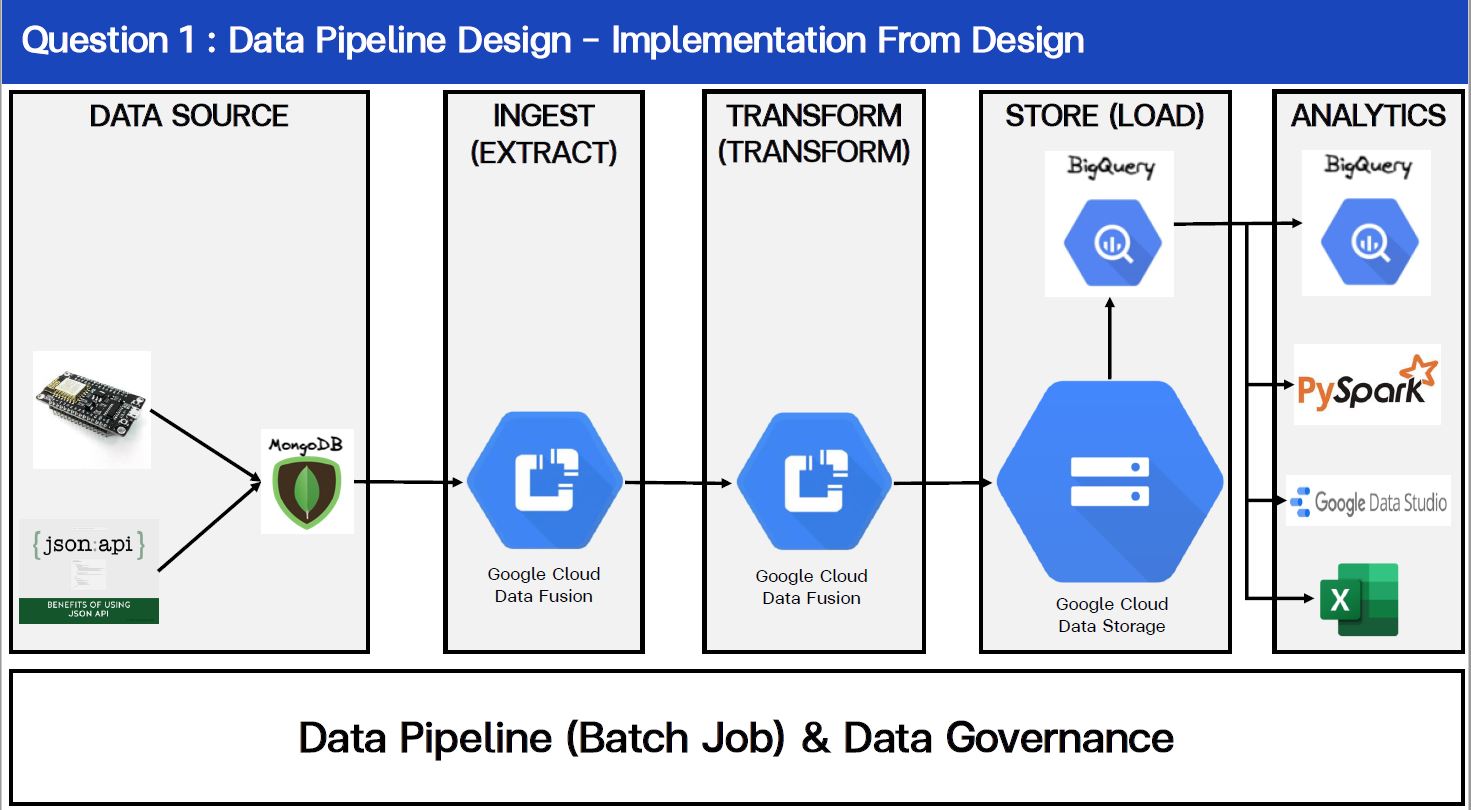 Question 1 : Data Pipeline Design – Implementation From Design
DATA SOURCE
{json:api}
BENEFITS OF USING
JSON API
MongoDB
INGEST
(EXTRACT)
Google Cloud
Data Fusion
TRANSFORM
(TRANSFORM)
Google Cloud
Data Fusion
STORE (LOAD)
BigQuery
Google Cloud
Data Storage
ANALYTICS
BigQuery
PySpark
Google Data Studio
X
Data Pipeline (Batch Job) & Data Governance